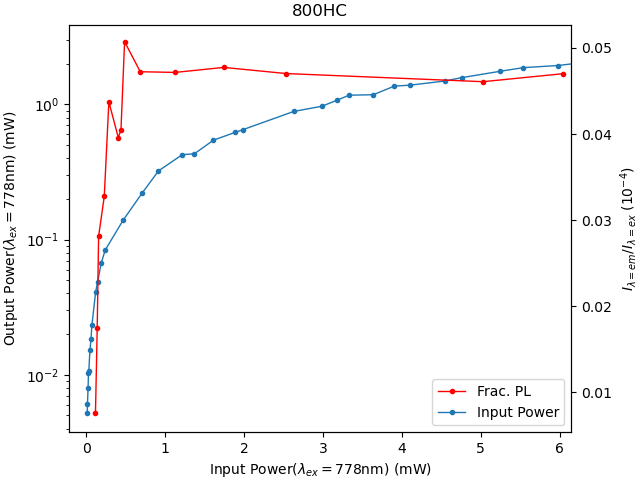 800HC
Output Power(λex = 778nm) (mW)
10⁰
10⁻¹
10⁻²
0.05
0.04
0.03
0.02
0.01
Iλ=em/Iλ=ex (10⁻⁴)
Frac. PL
Input Power
0 1 2 3 4 5 6
Input Power(λex = 778nm) (mW)